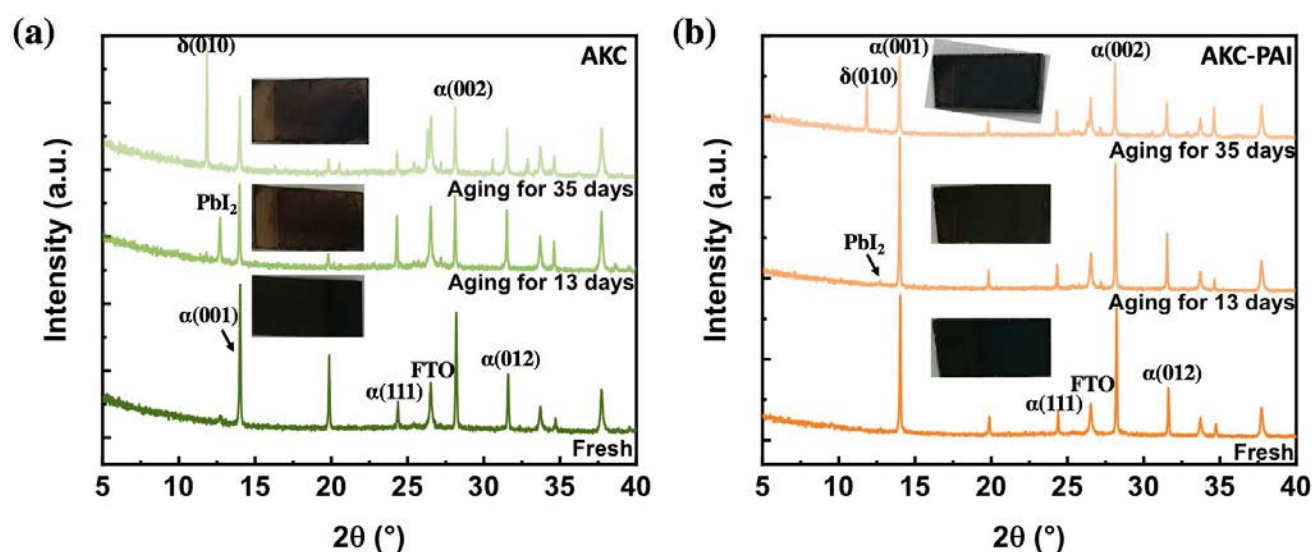 (a)
δ(010)
AKC
α(002)
Aging for 35 days
PbI₂
Aging for 13 days
α(001)
α(012)
FTO
α(111)
Fresh
Intensity (a.u.)
5 10 15 20 25 30 35 40
2θ (°)
(b)
α(001)
α(002)
AKC-PAI
δ(010)
Aging for 35 days
PbI₂
Aging for 13 days
α(012)
FTO
α(111)
Fresh
Intensity (a.u.)
5 10 15 20 25 30 35 40
2θ (°)